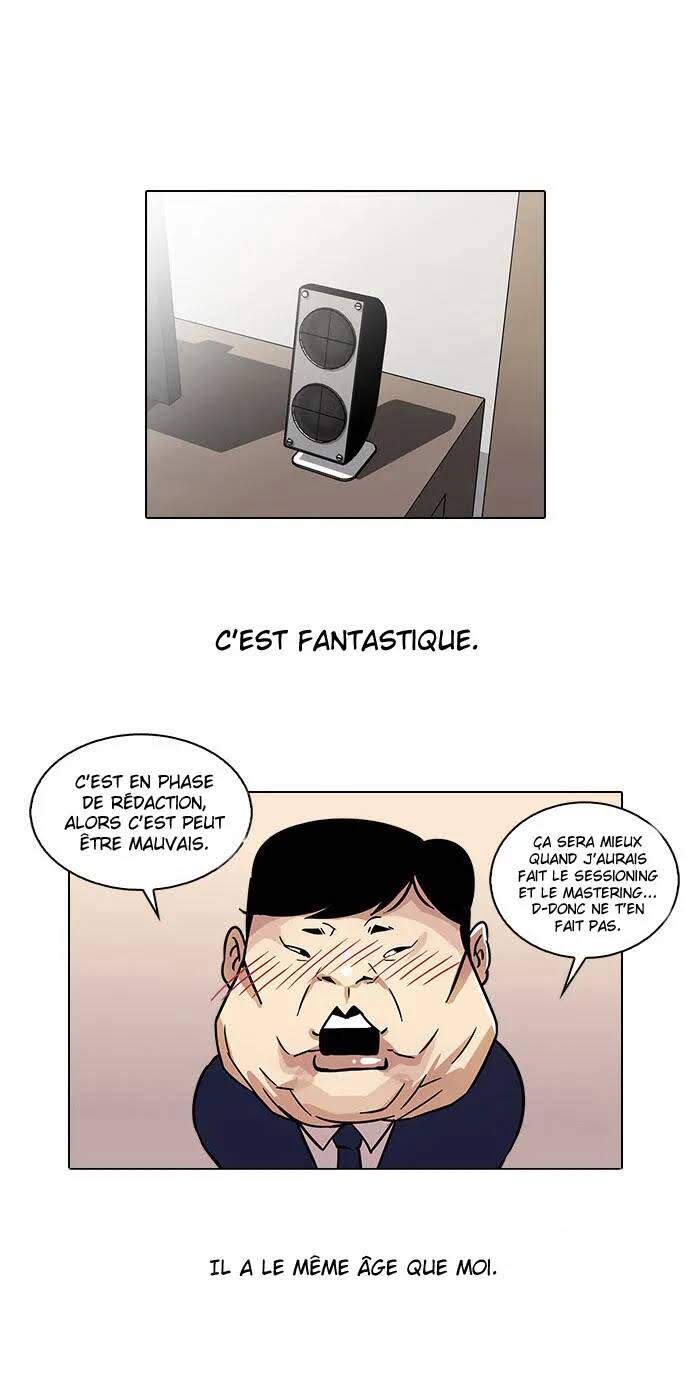 C'EST FANTASTIQUE.
C'EST EN PHASE
DE RÉDACTION,
ALORS C'EST PEUT
ÊTRE MAUVAIS.
ÇA SERA MIEUX
QUAND J'AURAIS
FAIT LE SESSIONING
ET LE MASTERING...
D-DONC NE T'EN
FAIT PAS.
IL A LE MÊME ÂGE QUE MOI.